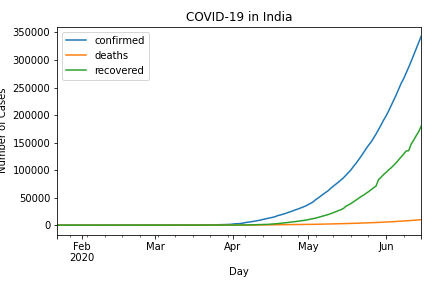 COVID-19 in India
350000
300000
250000
200000
150000
100000
50000
0
Number of Cases
confirmed
deaths
recovered
Feb
2020
Mar
Apr
May
Jun
Day